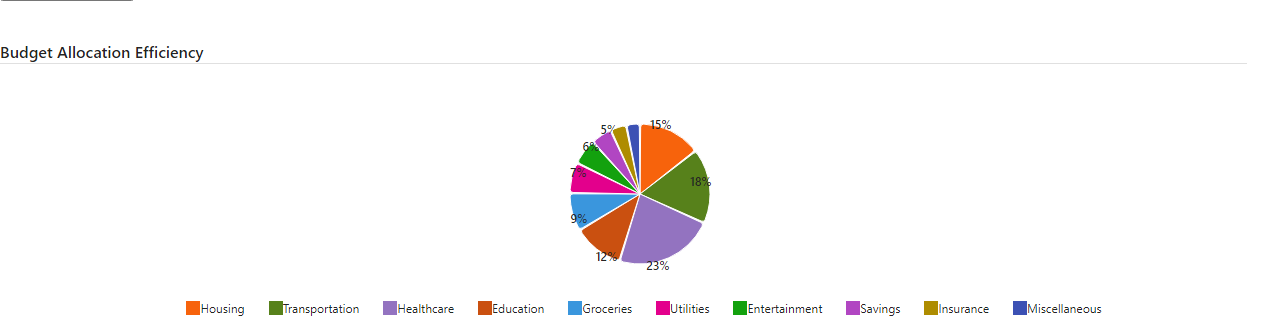 Budget Allocation Efficiency
5% 15%
6%
7% 18%
9%
12% 23%
Housing Transportation Healthcare Education Groceries Utilities Entertainment Savings Insurance Miscellaneous